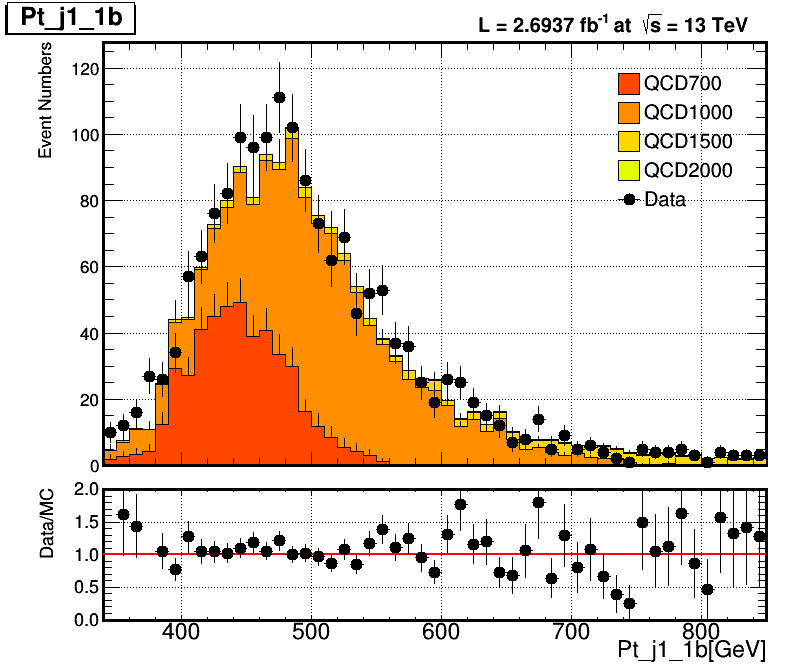 Pt_j1_1b
L = 2.6937 fb-1 at √s = 13 TeV
Event Numbers
120
100
80
60
40
20
0
QCD700
QCD1000
QCD1500
QCD2000
Data
Data/MC
2.0
1.5
1.0
0.5
0.0
400 500 600 700 800
Pt_j1_1b[GeV]